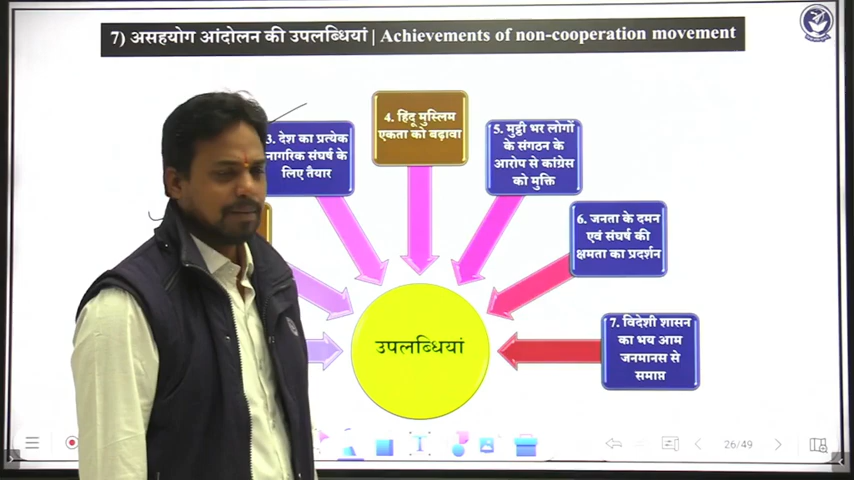 7) असहयोग आंदोलन की उपलब्धियां | Achievements of non-cooperation movement
3. देश का प्रत्येक
नागरिक संघर्ष के
लिए तैयार
4. हिंदू मुस्लिम
एकता को बढ़ावा
5. मुट्ठी भर लोगों
के संगठन के
आरोप से कांग्रेस
को मुक्ति
6. जनता के दमन
एवं संघर्ष की
क्षमता का प्रदर्शन
7. विदेशी शासन
का भय आम
जनमानस से
समाप्त
उपलब्धियां
26/49